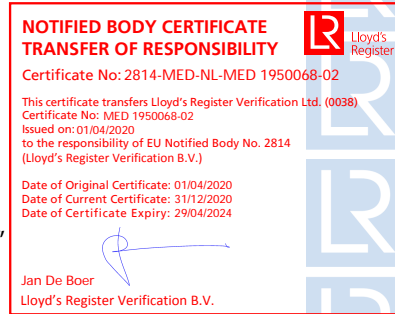 NOTIFIED BODY CERTIFICATE
TRANSFER OF RESPONSIBILITY
Lloyd's
Register
Certificate No: 2814-MED-NL-MED 1950068-02
This certificate transfers Lloyd's Register Verification Ltd. (0038)
Certificate No: MED 1950068-02
Issued on: 01/04/2020
to the responsibility of EU Notified Body No. 2814
(Lloyd's Register Verification B.V.)
Date of Original Certificate: 01/04/2020
Date of Current Certificate: 31/12/2020
Date of Certificate Expiry: 29/04/2024
Jan De Boer
Lloyd's Register Verification B.V.